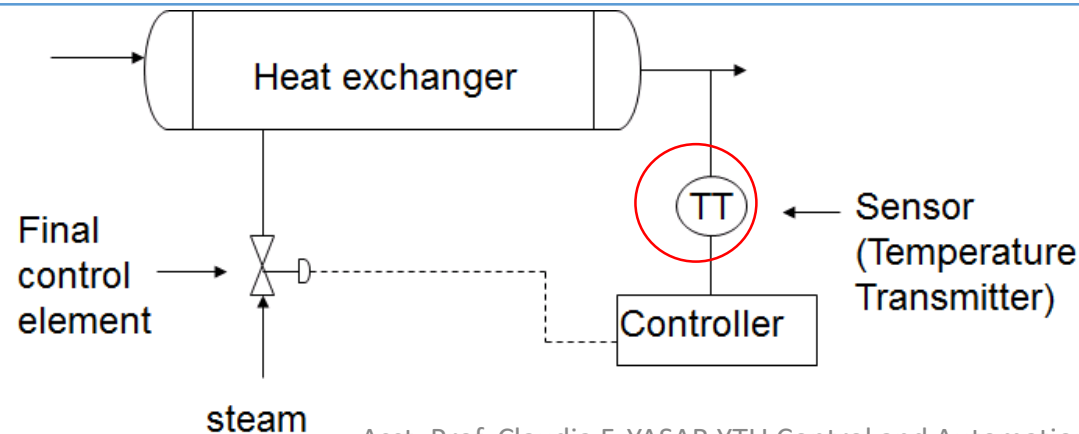 Heat exchanger
TT
Sensor
(Temperature
Transmitter)
Final
control
element
Controller
steam